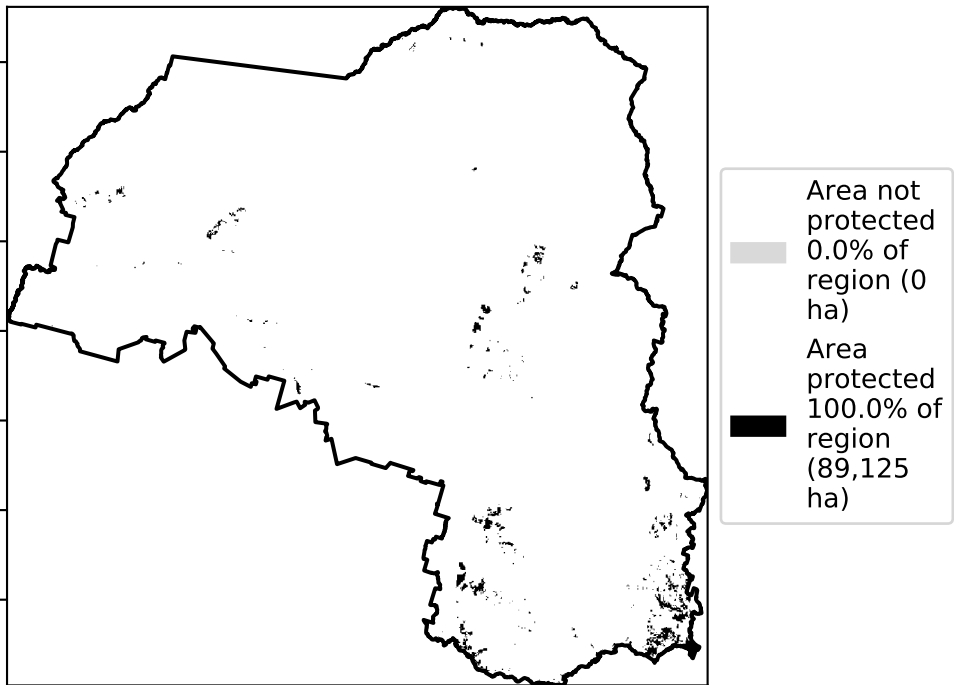 Area not
protected
0.0% of
region (0
ha)
Area
protected
100.0% of
region
(89,125
ha)